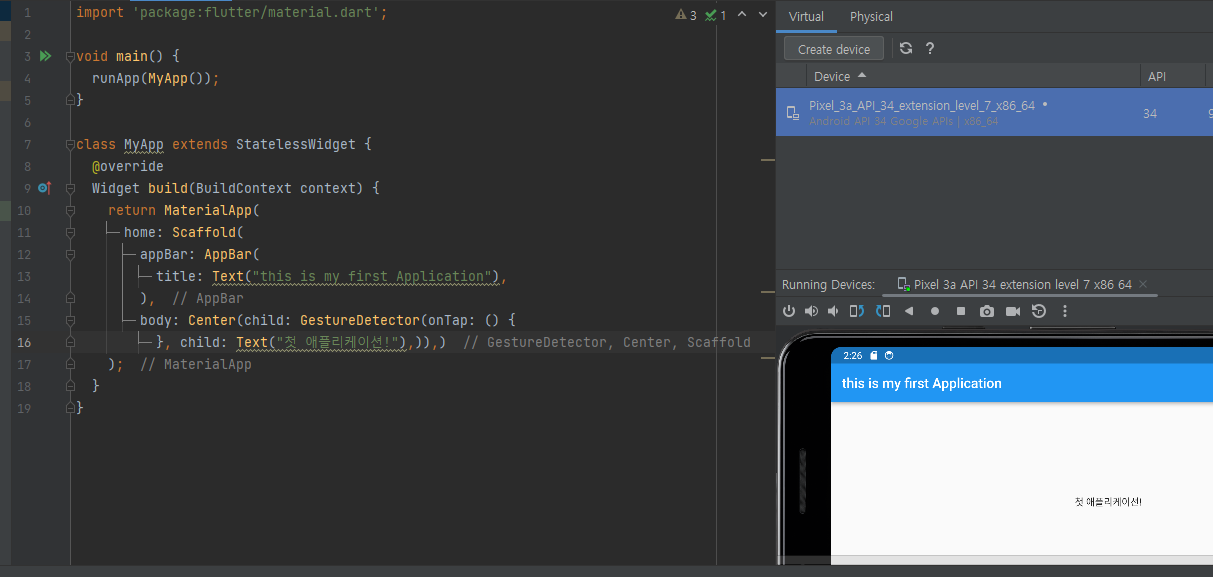 1 import 'package:flutter/material.dart';
3 1
2
3 void main() {
4 runApp(MyApp());
5 }
6
7 class MyApp extends StatelessWidget {
8 @override
9 Widget build(BuildContext context) {
10 return MaterialApp(
11 home: Scaffold(
12 appBar: AppBar(
13 title: Text("this is my first Application"),
14 ), // AppBar
15 body: Center(child: GestureDetector(onTap: () {
16 }, child: Text("첫 애플리케이션!"),)),) // GestureDetector, Center, Scaffold
17 ); // MaterialApp
18 }
19 }
Virtual Physical
Create device ?
Device API
Pixel_3a_API_34_extension_level_7_x86_64
Android API 34 Google APIs | x86_64
34
Running Devices: Pixel 3a API 34 extension level 7 x86 64
2:26
this is my first Application
첫 애플리케이션!